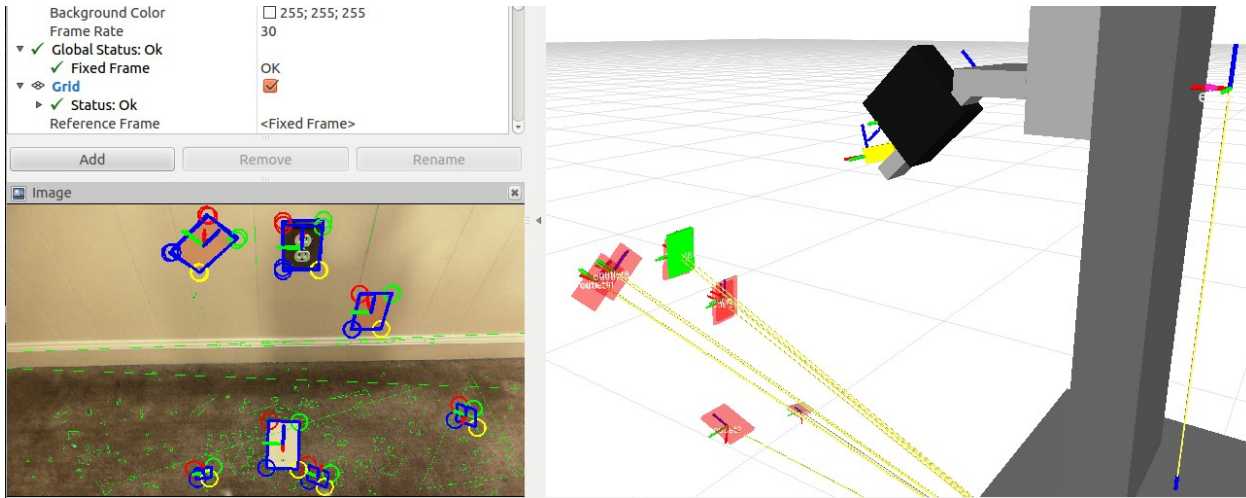 Background Color 255; 255; 255
Frame Rate 30
Global Status: Ok
Fixed Frame OK
Grid
Status: Ok
Reference Frame <Fixed Frame>
Add Remove Rename
Image